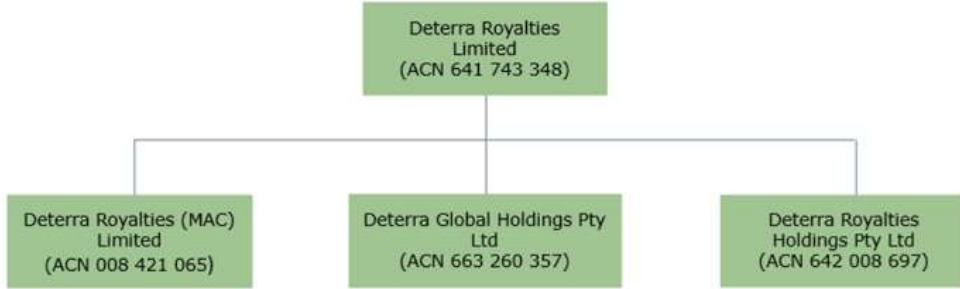 Deterra Royalties
Limited
(ACN 641 743 348)
Deterra Royalties (MAC)
Limited
(ACN 008 421 065)
Deterra Global Holdings Pty
Ltd
(ACN 663 260 357)
Deterra Royalties
Holdings Pty Ltd
(ACN 642 008 697)